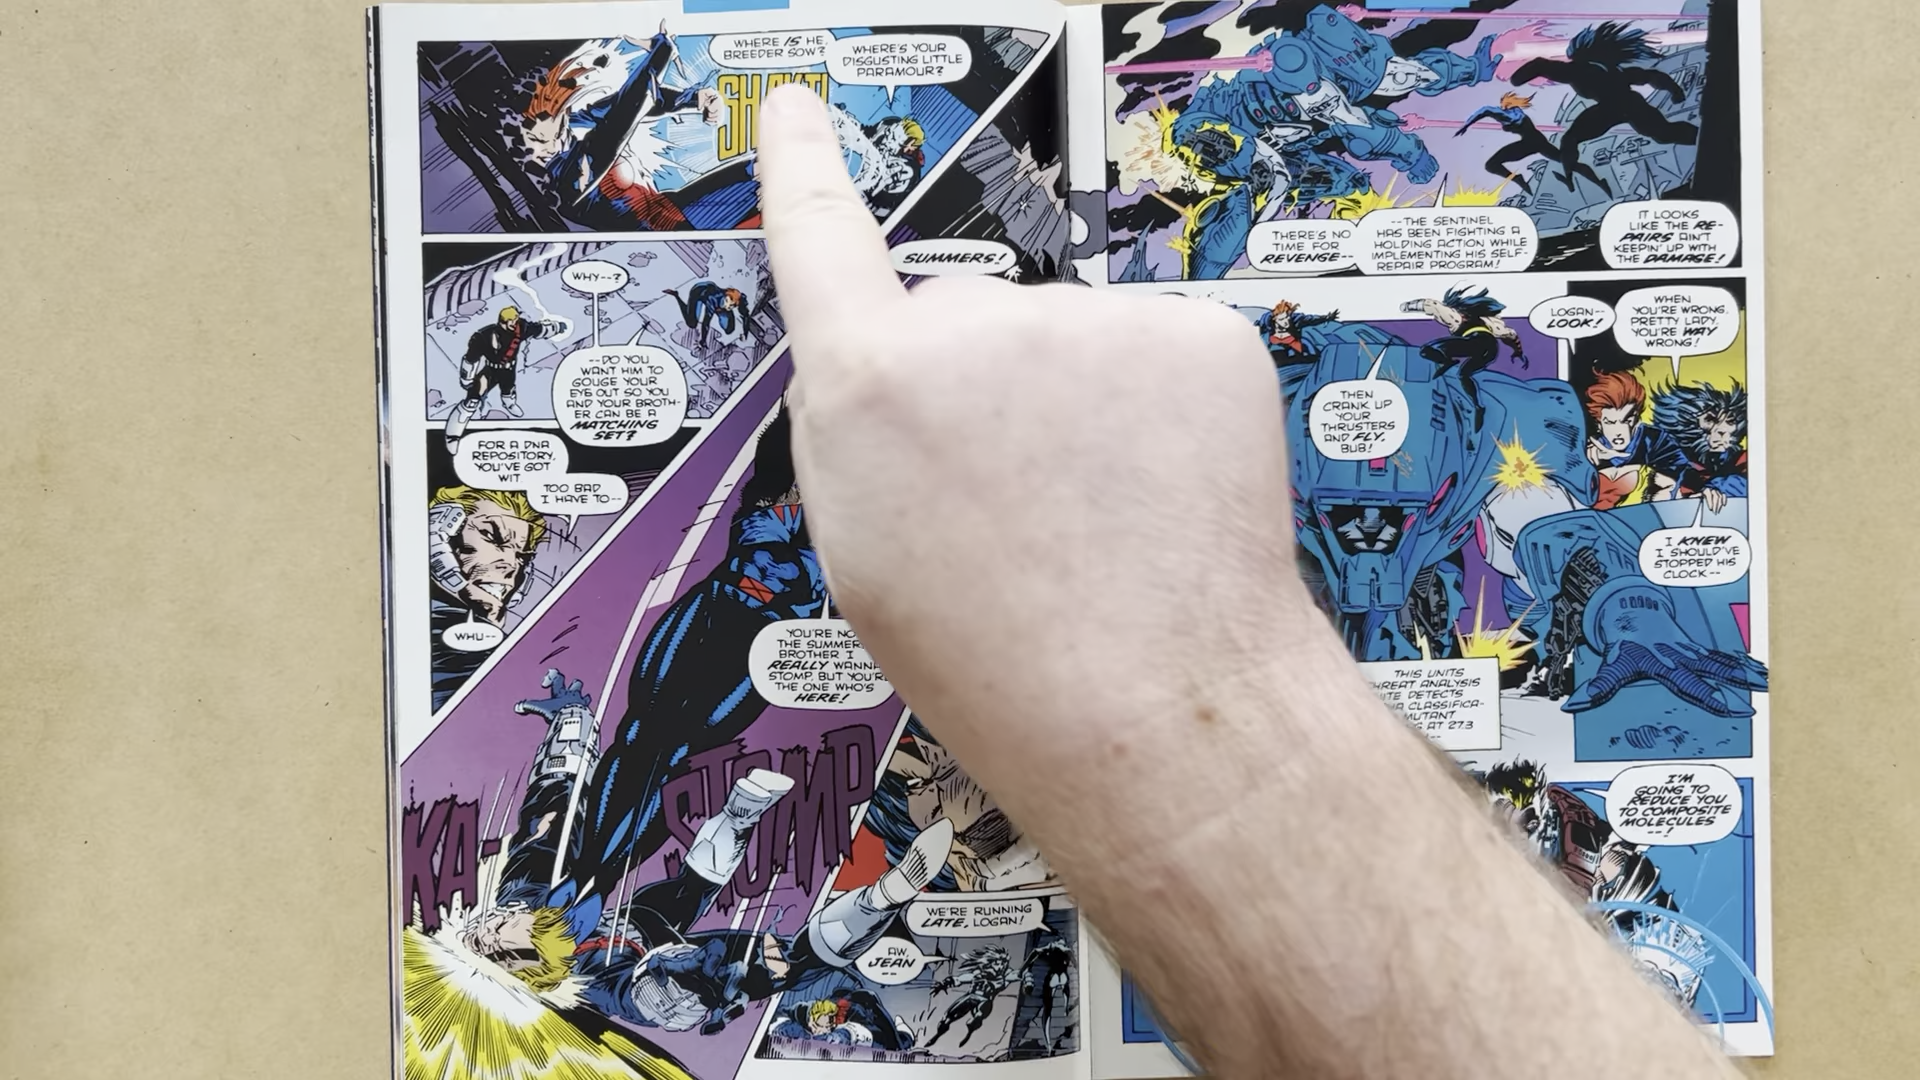 WHERE IS HE,
BREEDER SOW?
WHERE'S YOUR
DISGUSTING LITTLE
PARAMOUR?
SUMMERS!
WHY--?
--DO YOU
WANT HIM TO
GOUGE YOUR
EYE OUT SO YOU
AND YOUR BROTH-
ER CAN BE A
MATCHING
SET?
FOR A DNA
REPOSITORY,
YOU'VE GOT
WIT.
TOO BAD
I HAVE TO--
WHU--
YOU'RE
THE
BROTHER I
REALLY
STOMP, BUT
THE ONE WHO'S
HERE!
KA-
STOMP
WE'RE RUNNING
LATE, LOGAN!
AW,
JEAN
--
THERE'S NO
TIME FOR
REVENGE--
--THE SENTINEL
HAS BEEN FIGHTING A
HOLDING ACTION WHILE
IMPLEMENTING HIS SELF-
REPAIR PROGRAM!
IT LOOKS
LIKE THE RE-
PAIRS AIN'T
KEEPIN' UP WITH
THE DAMAGE!
THEN
CRANK UP
YOUR
THRUSTERS
AND FLY,
BUB!
LOGAN--
LOOK!
WHEN
YOU'RE WRONG,
PRETTY LADY,
YOU'RE WAY
WRONG!
I KNEW
I SHOULD'VE
STOPPED HIS
CLOCK--
THIS UNITS
ANALYSIS
DETECTS
AT 27.3
I'M
GOING TO
REDUCE YOU
TO COMPOSITE
MOLECULES
--!